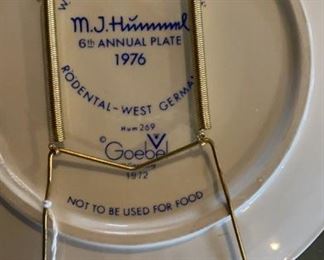 W.
M.J. Hummel
6th ANNUAL PLATE
1976
RODENTAL-WEST GERMA
Hum 269
© Goebel
1972
NOT TO BE USED FOR FOOD